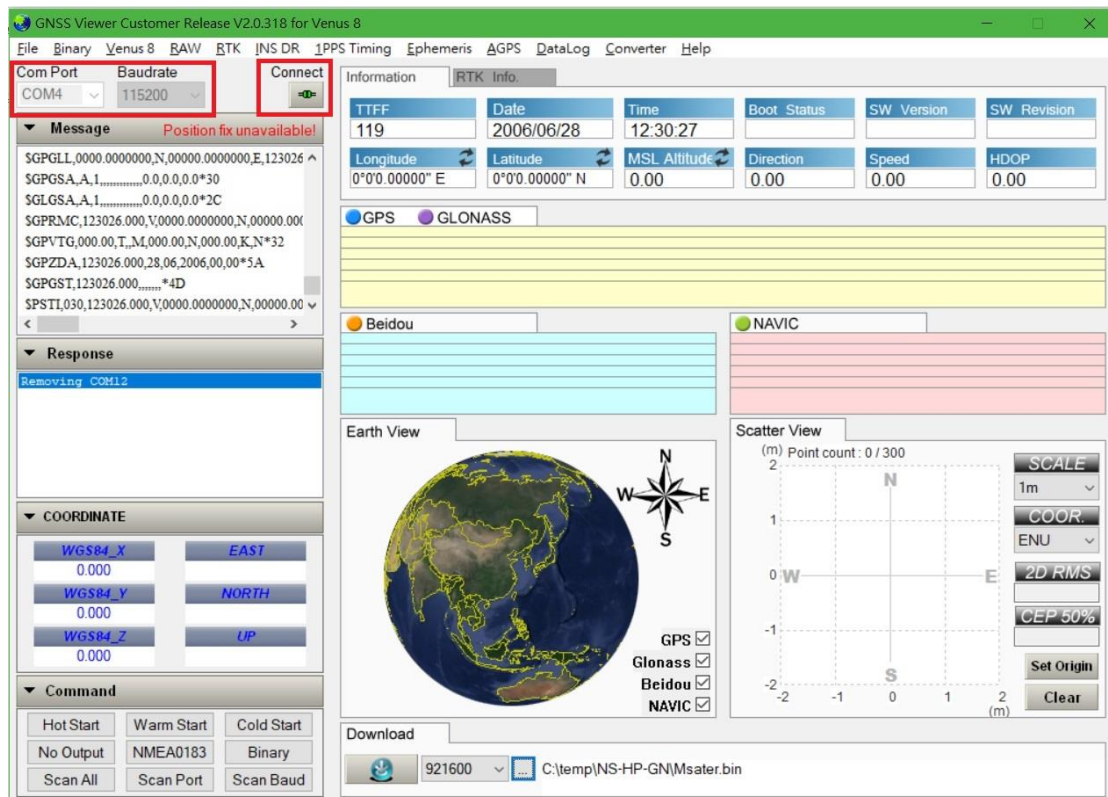 GNSS Viewer Customer Release V2.0.318 for Venus 8
File Binary Venus 8 RAW RTK INS DR 1PPS Timing Ephemeris AGPS DataLog Converter Help
Com Port Baudrate Connect
COM4 115200
Message Position fix unavailable!
$GPGLL,0000.0000000,N,00000.0000000,E,123026
$GPGSA,A,1,,,,,,,,,,,,,0.0,0.0,0.0*30
$GLGSA,A,1,,,,,,,,,,,,,0.0,0.0,0.0*2C
$GPRMC,123026.000,V,0000.0000000,N,00000.00(
$GPVTG,000.00,T,,M,000.00,N,000.00,K,N*32
$GPZDA,123026.000,28,06,2006,00,00*5A
$GPGST,123026.000,,,,,,,*4D
$PSTI,030,123026.000,V,0000.0000000,N,00000.00
Response
Removing COM12
COORDINATE
WGS84_X EAST
0.000
WGS84_Y NORTH
0.000
WGS84_Z UP
0.000
Command
Hot Start Warm Start Cold Start
No Output NMEA0183 Binary
Scan All Scan Port Scan Baud
Information RTK Info.
TTFF Date Time Boot Status SW Version SW Revision
119 2006/06/28 12:30:27
Longitude Latitude MSL Altitude Direction Speed HDOP
0°0'0.00000" E 0°0'0.00000" N 0.00 0.00 0.00 0.00
GPS GLONASS
Beidou NAVIC
Earth View
N
W E
S
GPS
Glonass
Beidou
NAVIC
Scatter View
(m) Point count : 0 / 300
2
N
1
0 W E
-1
S
-2
-2 -1 0 1 2
(m)
SCALE
1m
COOR.
ENU
2D RMS
CEP 50%
Set Origin
Clear
Download
921600 ... C:\temp\NS-HP-GN\Msater.bin